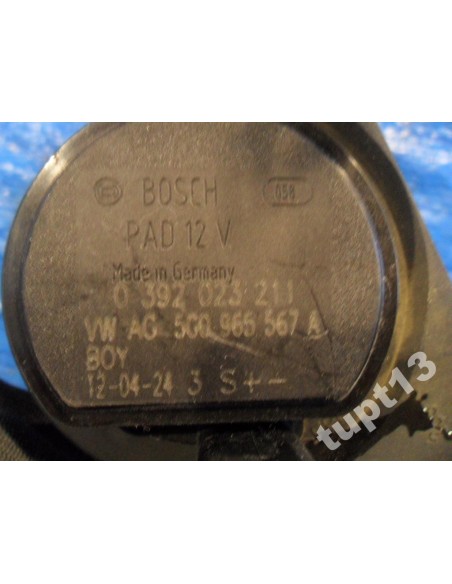 BOSCH 058
PAD 12 V
Made in Germany
0 392 023 211
VW AG 5G0 965 567 A
BOY
12-04-24 3 S+-
tupt13